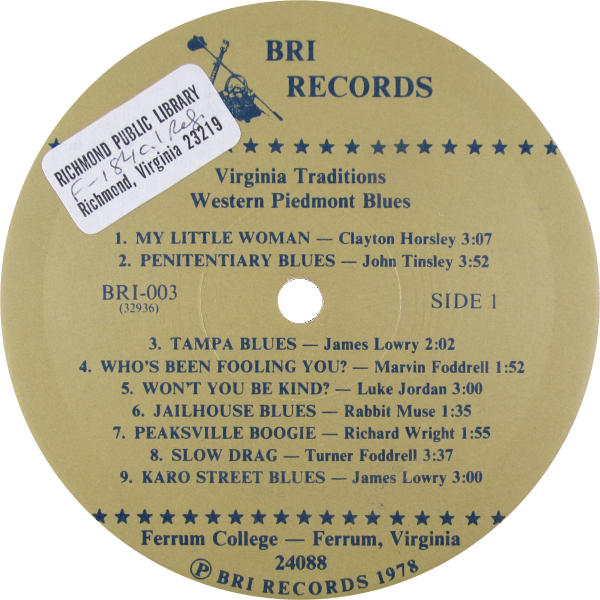 BRI
RECORDS
RICHMOND PUBLIC LIBRARY
Richmond, Virginia 23219
Virginia Traditions
Western Piedmont Blues
1. MY LITTLE WOMAN — Clayton Horsley 3:07
2. PENITENTIARY BLUES — John Tinsley 3:52
BRI-003
(32936)
SIDE 1
3. TAMPA BLUES — James Lowry 2:02
4. WHO'S BEEN FOOLING YOU? — Marvin Foddrell 1:52
5. WON'T YOU BE KIND? — Luke Jordan 3:00
6. JAILHOUSE BLUES — Rabbit Muse 1:35
7. PEAKSVILLE BOOGIE — Richard Wright 1:55
8. SLOW DRAG — Turner Foddrell 3:37
9. KARO STREET BLUES — James Lowry 3:00
Ferrum College — Ferrum, Virginia
24088
Ⓟ BRI RECORDS 1978